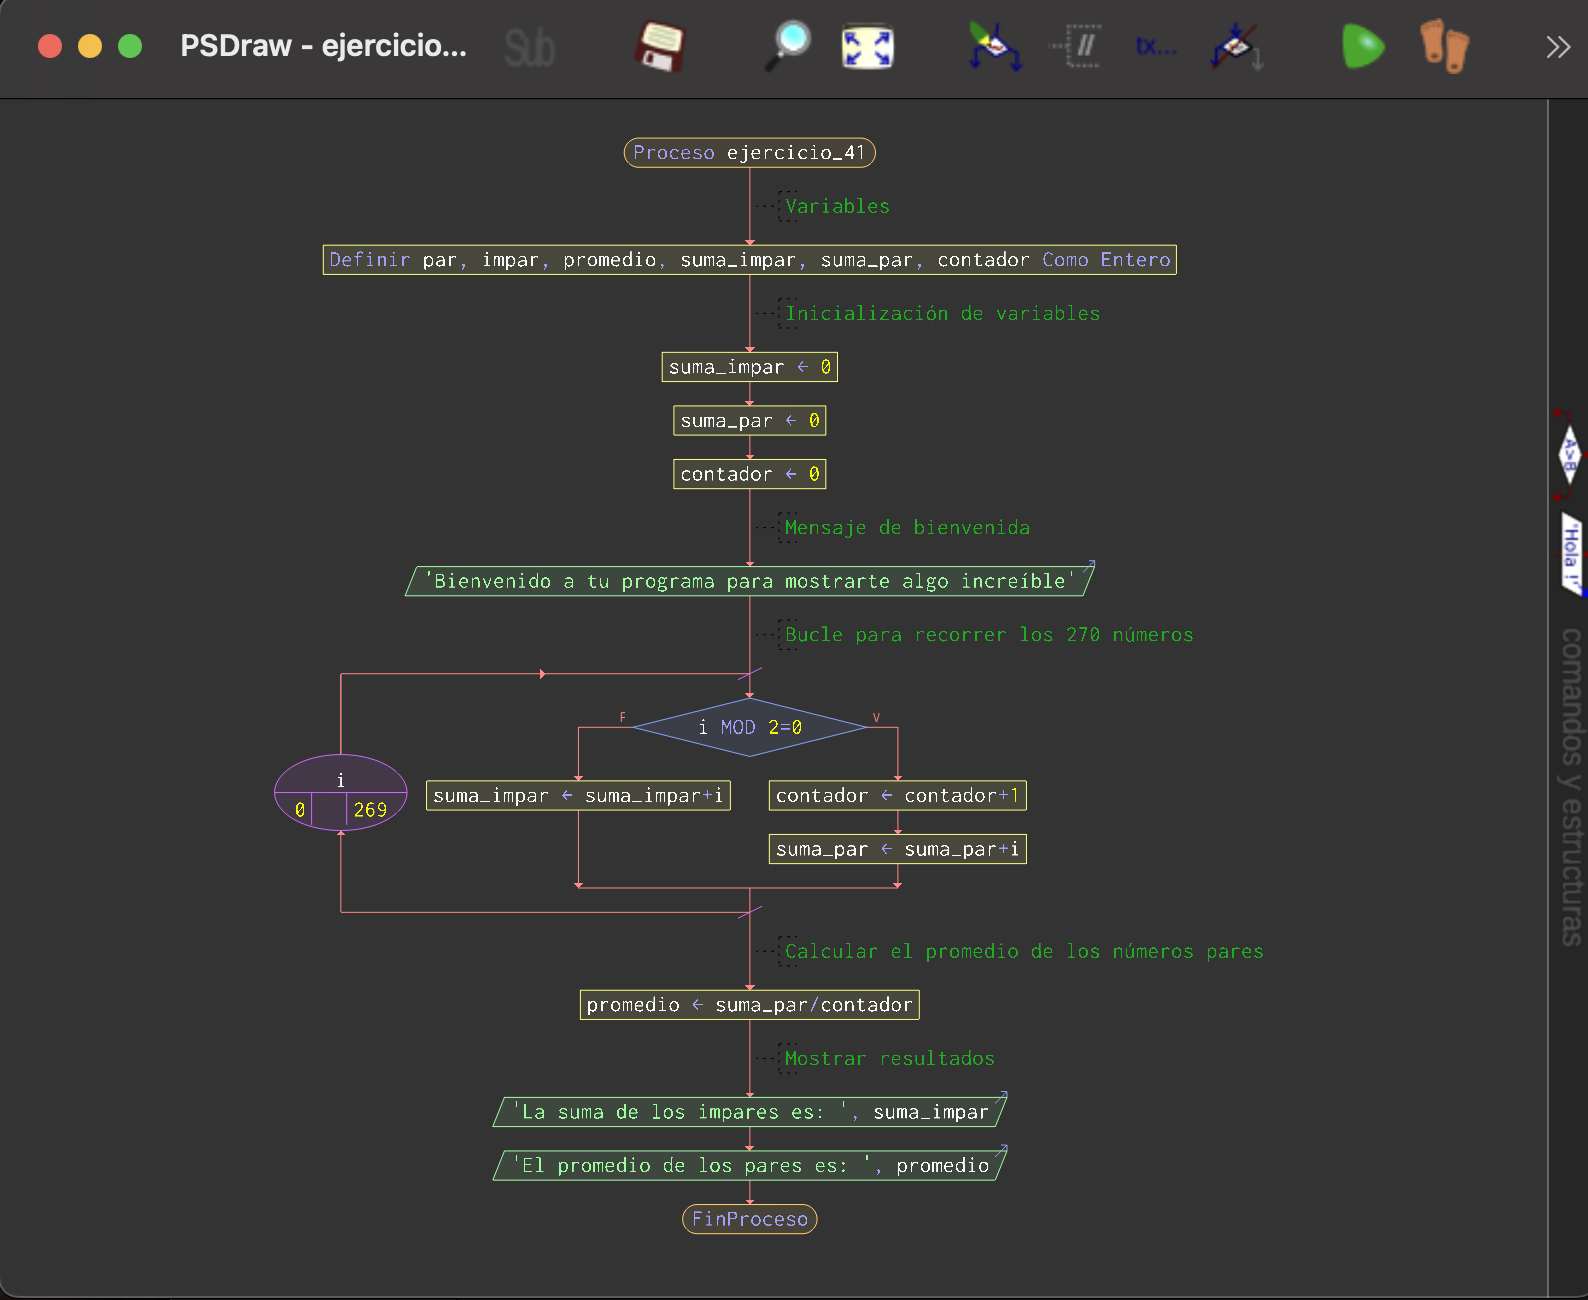 PSDraw - ejercicio...
Sub
//
tx...
Proceso ejercicio_41
Variables
Definir par, impar, promedio, suma_impar, suma_par, contador Como Entero
Inicialización de variables
suma_impar ← 0
suma_par ← 0
contador ← 0
Mensaje de bienvenida
'Bienvenido a tu programa para mostrarte algo increíble'
Bucle para recorrer los 270 números
F
i MOD 2=0
V
i
0
269
suma_impar ← suma_impar+i
contador ← contador+1
suma_par ← suma_par+i
Calcular el promedio de los números pares
promedio ← suma_par/contador
Mostrar resultados
'La suma de los impares es: ', suma_impar
'El promedio de los pares es: ', promedio
FinProceso
A>B
'Hola !'
comandos y estructuras